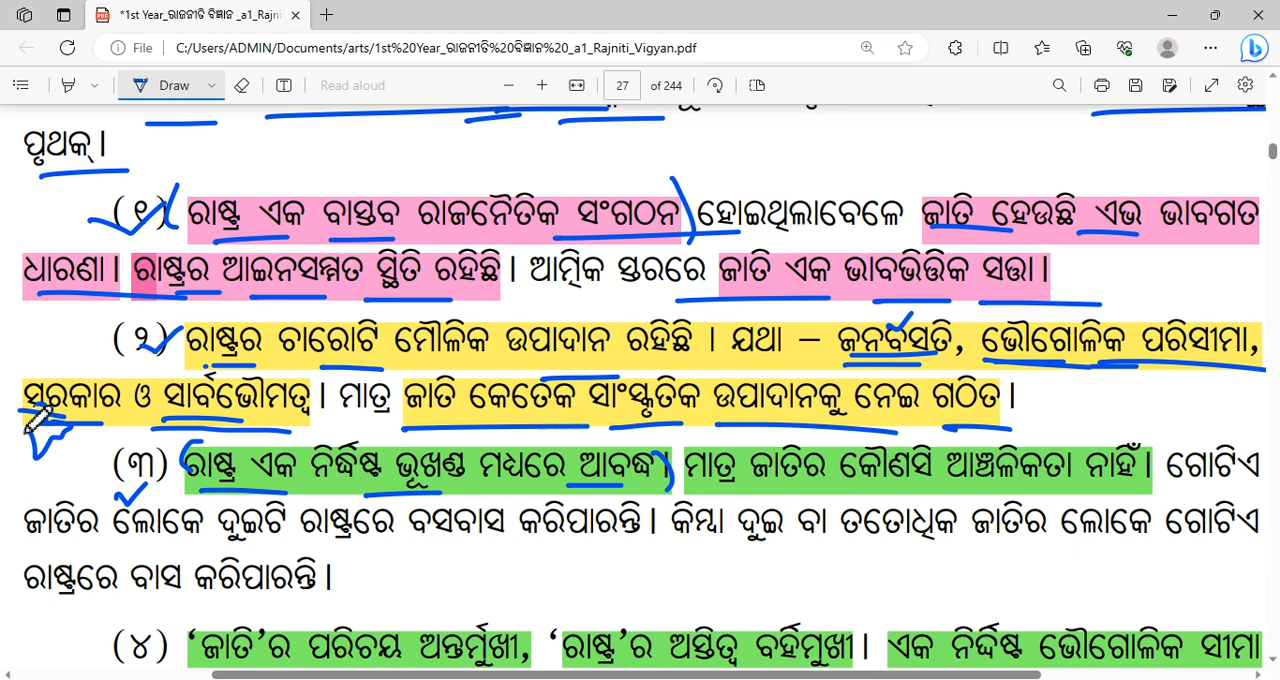 *1st Year_ରାଜନୀତି ବିଜ୍ଞାନ _a1_Rajni
File C:/Users/ADMIN/Documents/arts/1st%20Year_ରାଜନୀତି%20ବିଜ୍ଞାନ%20_a1_Rajniti_Vigyan.pdf
Draw Read aloud 27 of 244
ପୃଥକ୍।
(୧) ରାଷ୍ଟ୍ର ଏକ ବାସ୍ତବ ରାଜନୈତିକ ସଂଗଠନ ହୋଇଥିଲାବେଳେ ଜାତି ହେଉଛି ଏଭ ଭାବଗତ
ଧାରଣା। ରାଷ୍ଟ୍ରର ଆଇନସମ୍ମତ ସ୍ଥିତି ରହିଛି। ଆତ୍ମିକ ସ୍ତରରେ ଜାତି ଏକ ଭାବଭିତ୍ତିକ ସତ୍ତା।
(୨) ରାଷ୍ଟ୍ରର ଚାରୋଟି ମୌଳିକ ଉପାଦାନ ରହିଛି । ଯଥା – ଜନବସତି, ଭୌଗୋଳିକ ପରିସୀମା,
ସରକାର ଓ ସାର୍ବଭୌମତ୍ୱ। ମାତ୍ର ଜାତି କେତେକ ସାଂସ୍କୃତିକ ଉପାଦାନକୁ ନେଇ ଗଠିତ।
(୩) ରାଷ୍ଟ୍ର ଏକ ନିର୍ଦ୍ଧିଷ୍ଟ ଭୂଖଣ୍ଡ ମଧ୍ୟରେ ଆବଦ୍ଧ। ମାତ୍ର ଜାତିର କୌଣସି ଆଞ୍ଚଳିକତା ନାହିଁ। ଗୋଟିଏ
ଜାତିର ଲୋକେ ଦୁଇଟି ରାଷ୍ଟ୍ରରେ ବସବାସ କରିପାରନ୍ତି। କିମ୍ବା ଦୁଇ ବା ତତୋଧିକ ଜାତିର ଲୋକେ ଗୋଟିଏ
ରାଷ୍ଟ୍ରରେ ବାସ କରିପାରନ୍ତି।
(୪) ‘ଜାତି’ର ପରିଚୟ ଅନ୍ତର୍ମୁଖୀ, ‘ରାଷ୍ଟ୍ର’ର ଅସ୍ତିତ୍ୱ ବର୍ହିମୁଖୀ। ଏକ ନିର୍ଦ୍ଦିଷ୍ଟ ଭୌଗୋଳିକ ସୀମା